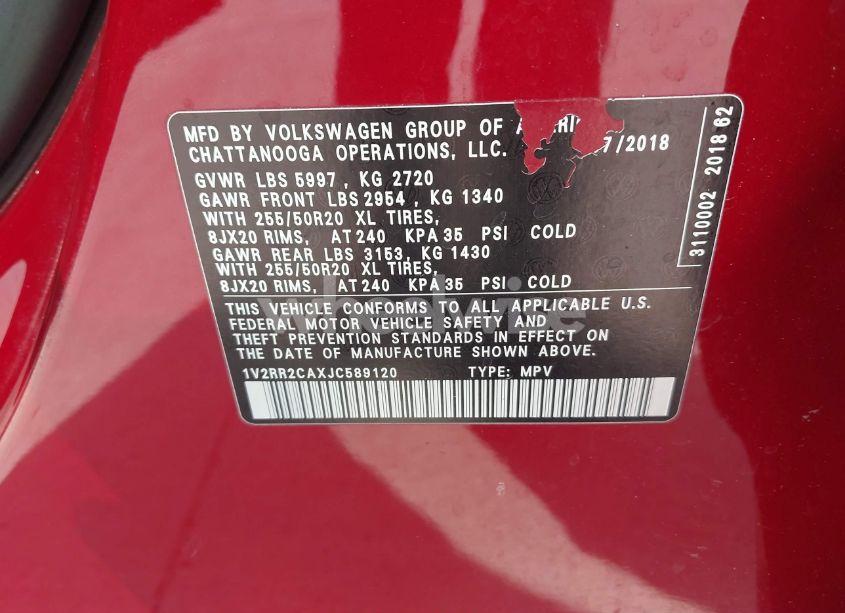 MFD BY VOLKSWAGEN GROUP OF A ERI
CHATTANOOGA OPERATIONS, LLC. 7/2018
GVWR LBS 5997, KG 2720
GAWR FRONT LBS 2954, KG 1340
WITH 255/50R20 XL TIRES,
8JX20 RIMS, AT 240 KPA 35 PSI COLD
GAWR REAR LBS 3153, KG 1430
WITH 255/50R20 XL TIRES,
8JX20 RIMS, AT 240 KPA 35 PSI COLD
THIS VEHICLE CONFORMS TO ALL APPLICABLE U.S.
FEDERAL MOTOR VEHICLE SAFETY AND
THEFT PREVENTION STANDARDS IN EFFECT ON
THE DATE OF MANUFACTURE SHOWN ABOVE.
1V2RR2CAXJC589120 TYPE: MPV
3110002 2018 62